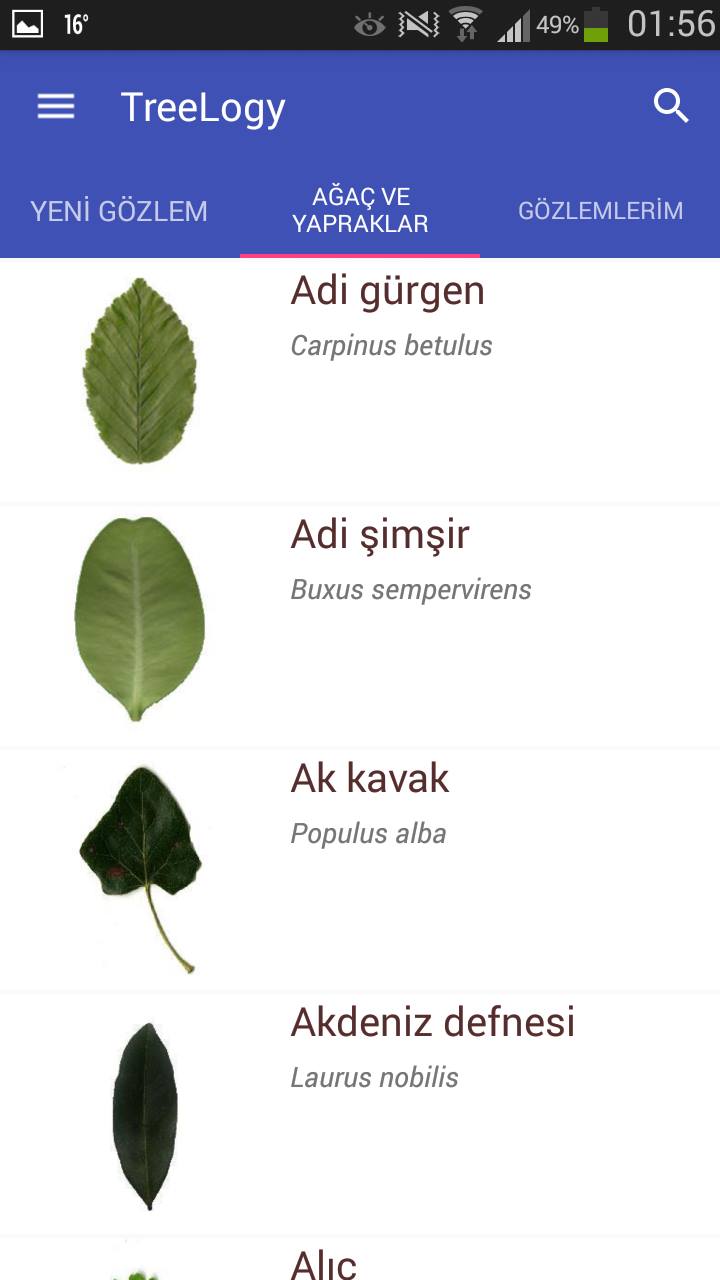 16°
49%
01:56
TreeLogy
YENİ GÖZLEM
AĞAÇ VE
YAPRAKLAR
GÖZLEMLERİM
Adi gürgen
Carpinus betulus
Adi şimşir
Buxus sempervirens
Ak kavak
Populus alba
Akdeniz defnesi
Laurus nobilis
Alıç